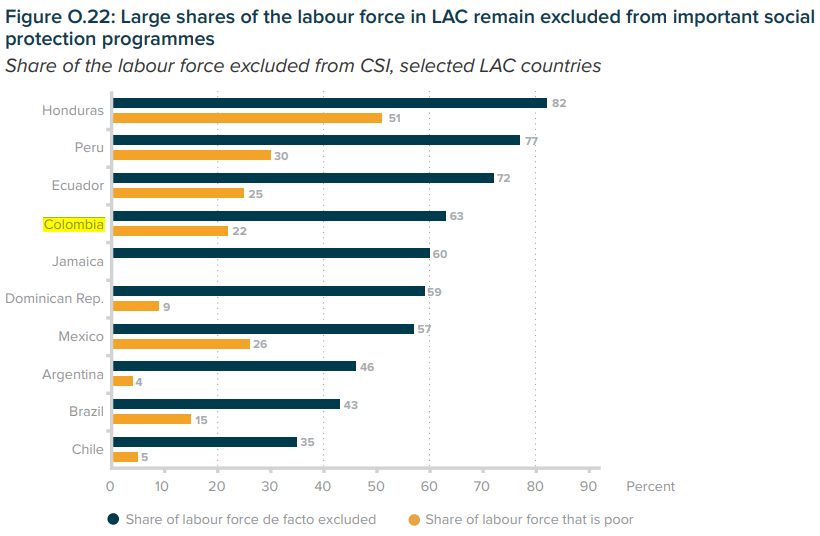 Figure O.22: Large shares of the labour force in LAC remain excluded from important social
protection programmes
Share of the labour force excluded from CSI, selected LAC countries
Honduras 82
51
Peru 77
30
Ecuador 72
25
Colombia 63
22
Jamaica 60
Dominican Rep. 59
9
Mexico 57
26
Argentina 46
4
Brazil 43
15
Chile 35
5
0 10 20 30 40 50 60 70 80 90 Percent
Share of labour force de facto excluded Share of labour force that is poor